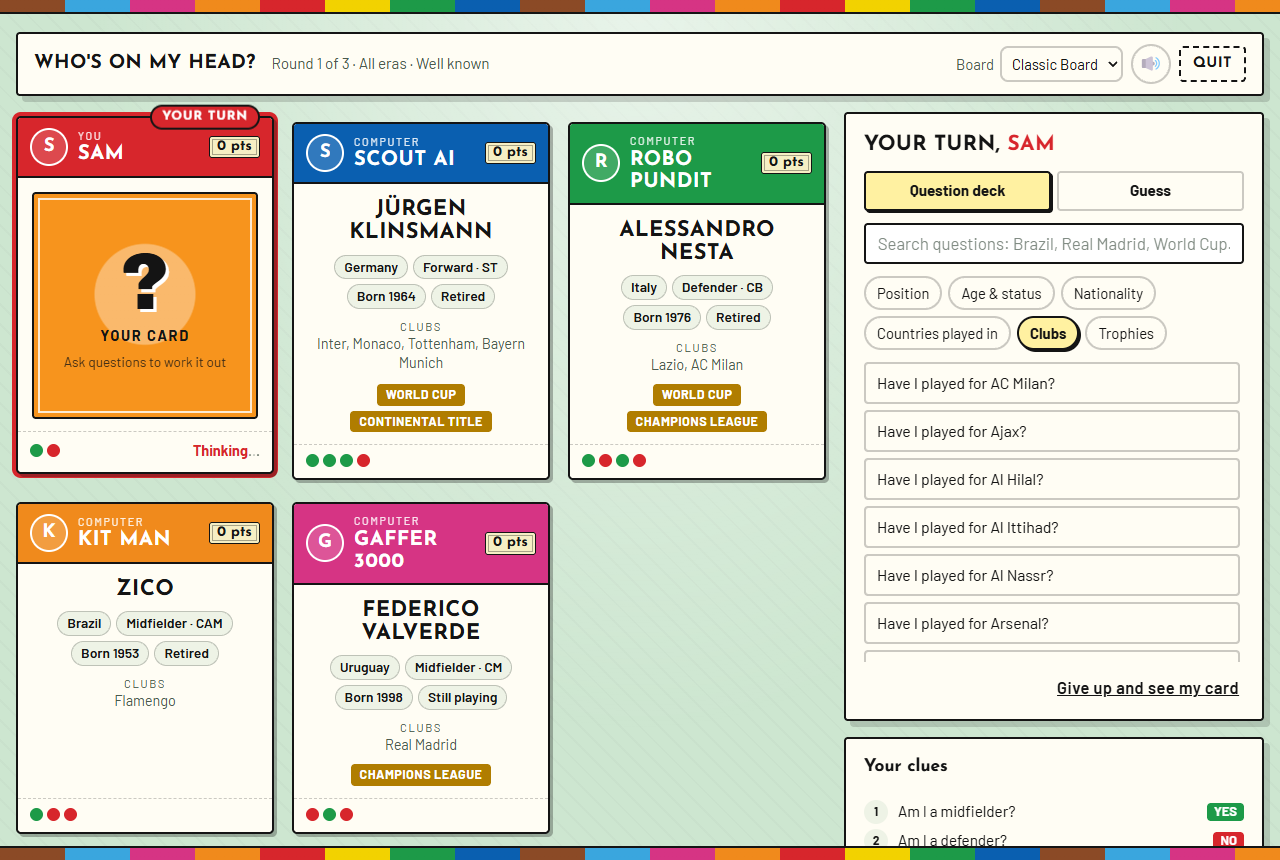 WHO'S ON MY HEAD?
Round 1 of 3 · All eras · Well known
Board
Classic Board
QUIT
YOUR TURN
S
YOU
SAM
0 pts
?
YOUR CARD
Ask questions to work it out
Thinking...
S
COMPUTER
SCOUT AI
0 pts
JÜRGEN
KLINSMANN
Germany
Forward · ST
Born 1964
Retired
CLUBS
Inter, Monaco, Tottenham, Bayern
Munich
WORLD CUP
CONTINENTAL TITLE
R
COMPUTER
ROBO
PUNDIT
0 pts
ALESSANDRO
NESTA
Italy
Defender · CB
Born 1976
Retired
CLUBS
Lazio, AC Milan
WORLD CUP
CHAMPIONS LEAGUE
K
COMPUTER
KIT MAN
0 pts
ZICO
Brazil
Midfielder · CAM
Born 1953
Retired
CLUBS
Flamengo
G
COMPUTER
GAFFER
3000
0 pts
FEDERICO
VALVERDE
Uruguay
Midfielder · CM
Born 1998
Still playing
CLUBS
Real Madrid
CHAMPIONS LEAGUE
YOUR TURN, SAM
Question deck
Guess
Search questions: Brazil, Real Madrid, World Cup.
Position
Age & status
Nationality
Countries played in
Clubs
Trophies
Have I played for AC Milan?
Have I played for Ajax?
Have I played for Al Hilal?
Have I played for Al Ittihad?
Have I played for Al Nassr?
Have I played for Arsenal?
Give up and see my card
Your clues
1 Am I a midfielder? YES
2 Am I a defender? NO